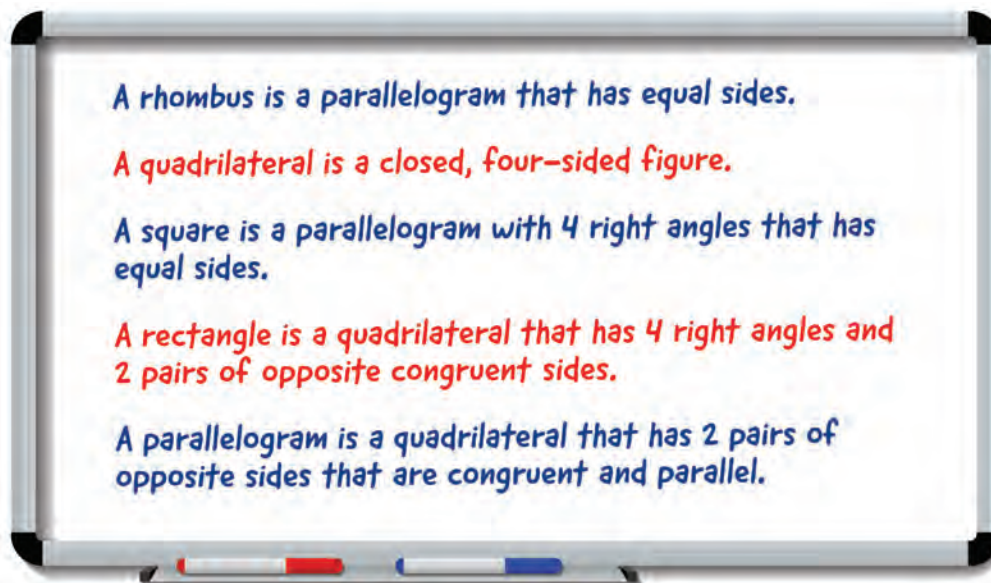 A rhombus is a parallelogram that has equal sides.
A quadrilateral is a closed, four-sided figure.
A square is a parallelogram with 4 right angles that has
equal sides.
A rectangle is a quadrilateral that has 4 right angles and
2 pairs of opposite congruent sides.
A parallelogram is a quadrilateral that has 2 pairs of
opposite sides that are congruent and parallel.